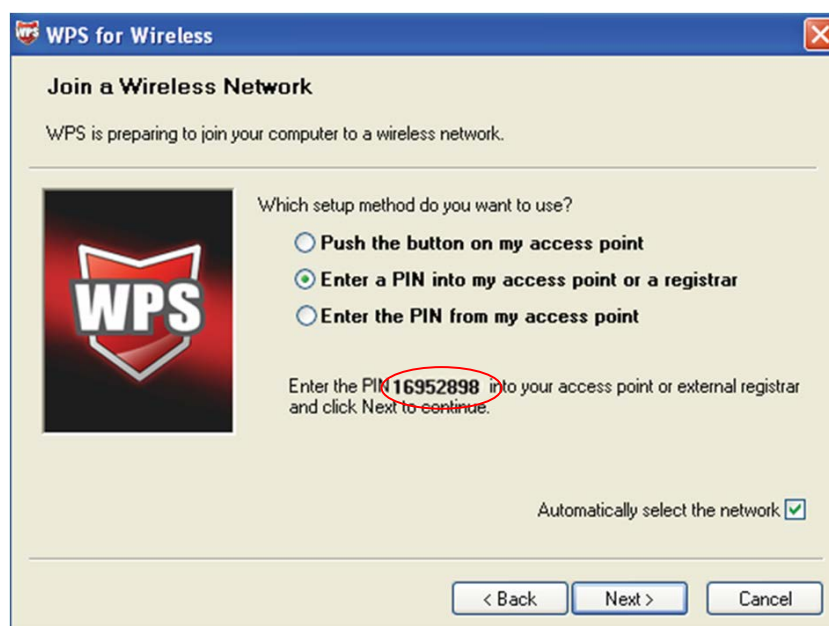 WPS for Wireless
Join a Wireless Network
WPS is preparing to join your computer to a wireless network.
Which setup method do you want to use?
Push the button on my access point
Enter a PIN into my access point or a registrar
Enter the PIN from my access point
WPS
Enter the PIN 16952898 into your access point or external registrar
and click Next to continue.
Automatically select the network
< Back
Next >
Cancel